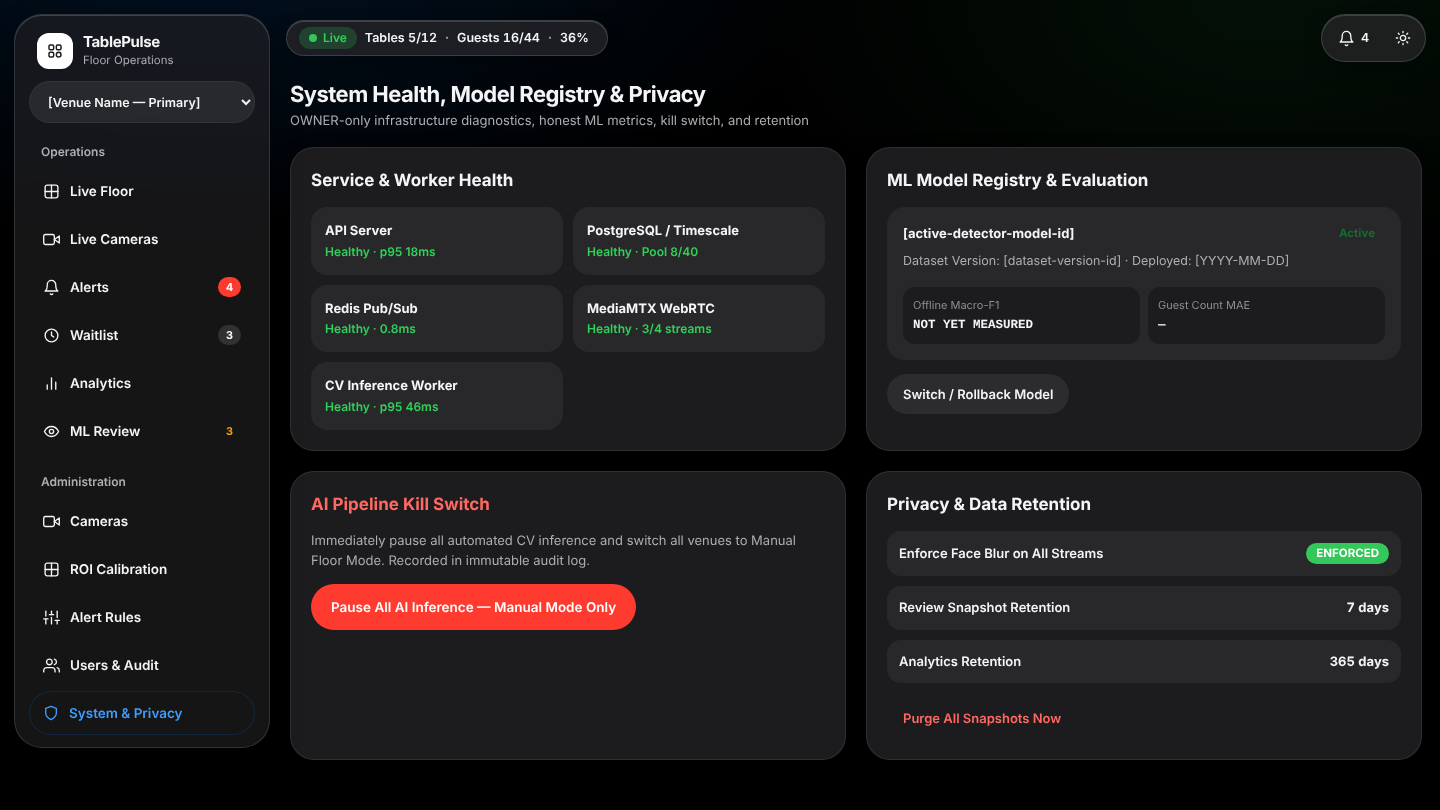 TablePulse
Floor Operations
[Venue Name — Primary]
Operations
Live Floor
Live Cameras
Alerts 4
Waitlist 3
Analytics
ML Review 3
Administration
Cameras
ROI Calibration
Alert Rules
Users & Audit
System & Privacy
Live Tables 5/12 · Guests 16/44 · 36%
4
System Health, Model Registry & Privacy
OWNER-only infrastructure diagnostics, honest ML metrics, kill switch, and retention
Service & Worker Health
API Server
Healthy · p95 18ms
PostgreSQL / Timescale
Healthy · Pool 8/40
Redis Pub/Sub
Healthy · 0.8ms
MediaMTX WebRTC
Healthy · 3/4 streams
CV Inference Worker
Healthy · p95 46ms
ML Model Registry & Evaluation
[active-detector-model-id] Active
Dataset Version: [dataset-version-id] · Deployed: [YYYY-MM-DD]
Offline Macro-F1
NOT YET MEASURED
Guest Count MAE
—
Switch / Rollback Model
AI Pipeline Kill Switch
Immediately pause all automated CV inference and switch all venues to Manual
Floor Mode. Recorded in immutable audit log.
Pause All AI Inference — Manual Mode Only
Privacy & Data Retention
Enforce Face Blur on All Streams ENFORCED
Review Snapshot Retention 7 days
Analytics Retention 365 days
Purge All Snapshots Now